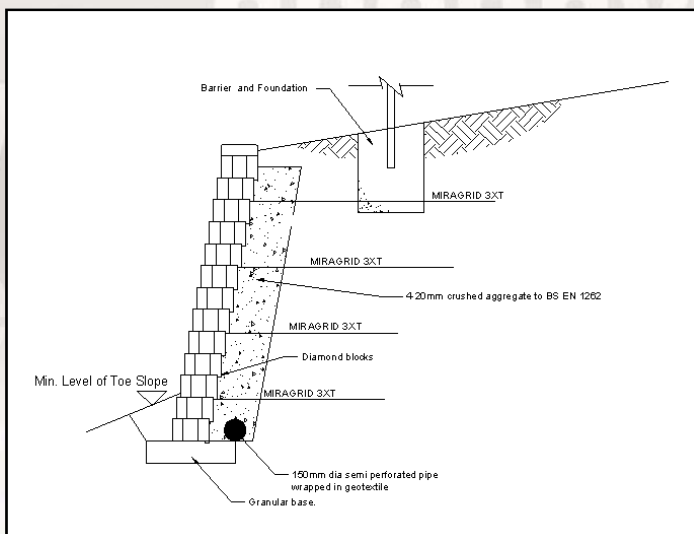 Barrier and Foundation
MIRAGRID 3XT
MIRAGRID 3XT
4-20mm crushed aggregate to BS EN 1262
MIRAGRID 3XT
Diamond blocks
Min. Level of Toe Slope
MIRAGRID 3XT
150mm dia semi perforated pipe
wrapped in geotextile
Granular base.